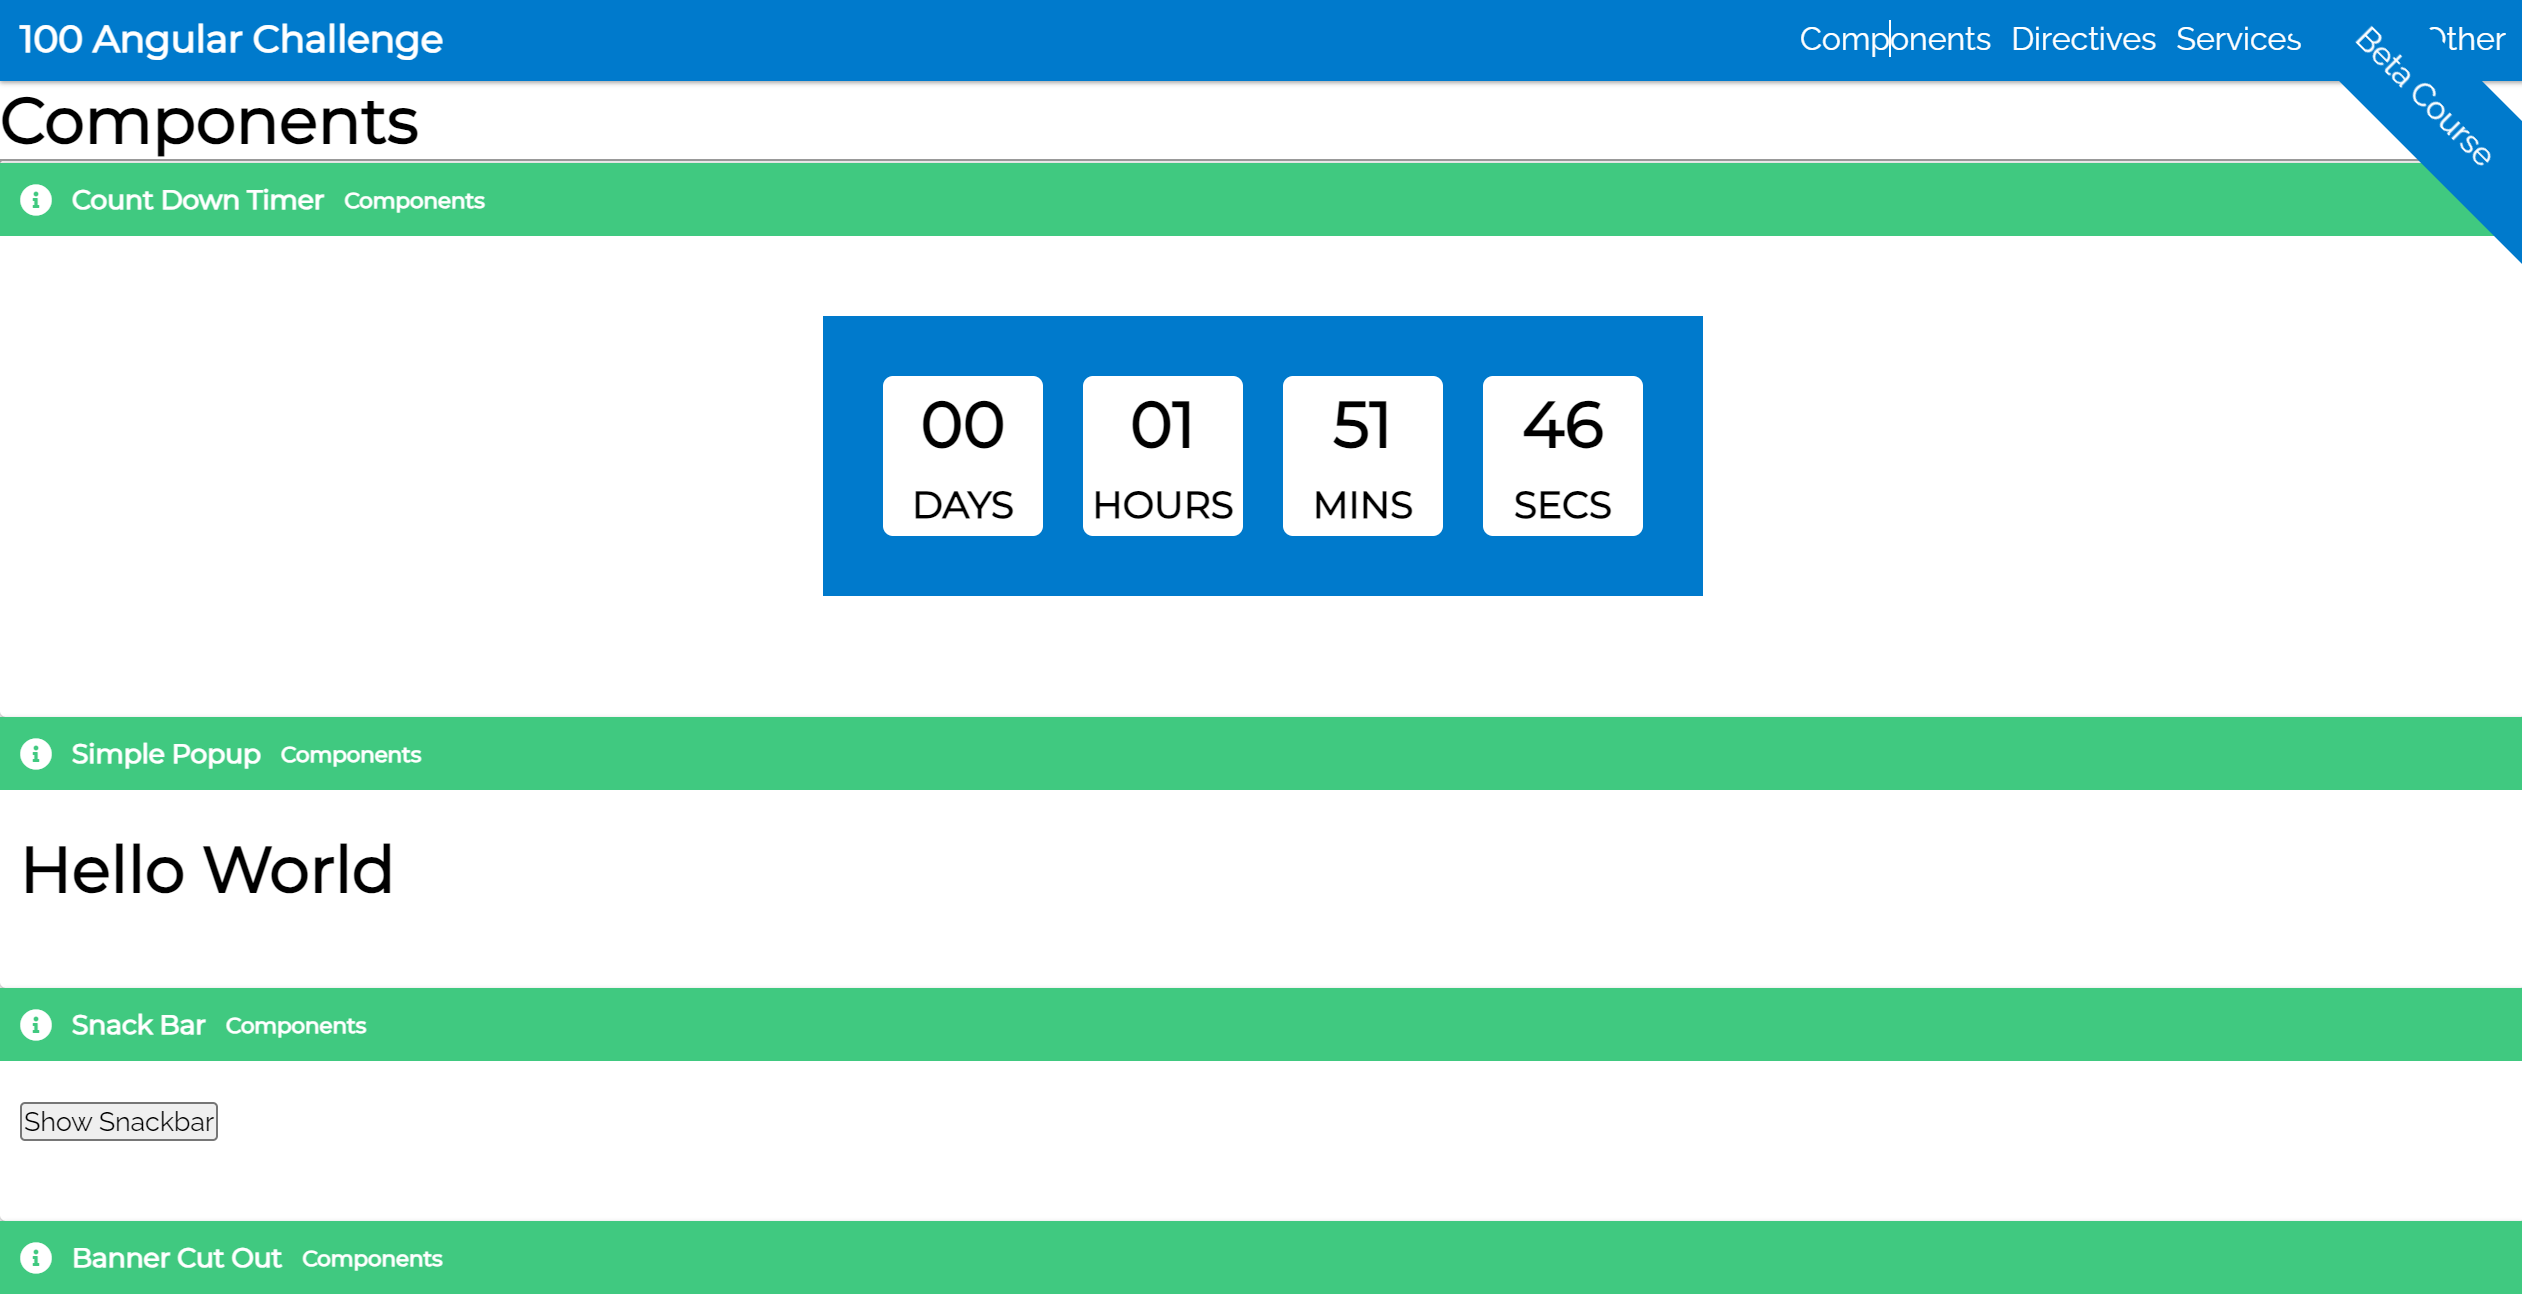 100 Angular Challenge
Components Directives Services
Beta Course
Components
Count Down Timer Components
00 01 51 46
DAYS HOURS MINS SECS
Simple Popup Components
Hello World
Snack Bar Components
Show Snackbar
Banner Cut Out Components